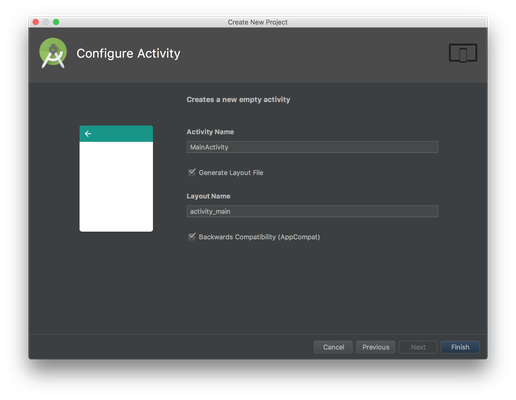 Create New Project
Configure Activity
Creates a new empty activity
Activity Name
MainActivity
Generate Layout File
Layout Name
activity_main
Backwards Compatibility (AppCompat)
Cancel
Previous
Next
Finish